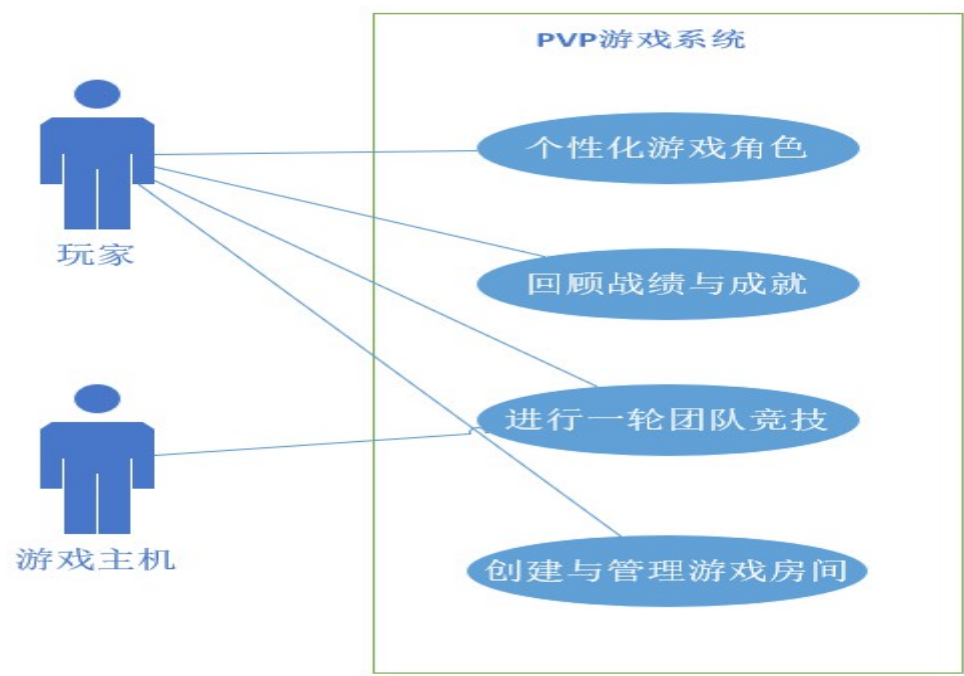 PVP游戏系统
个性化游戏角色
玩家
回顾战绩与成就
进行一轮团队竞技
游戏主机
创建与管理游戏房间